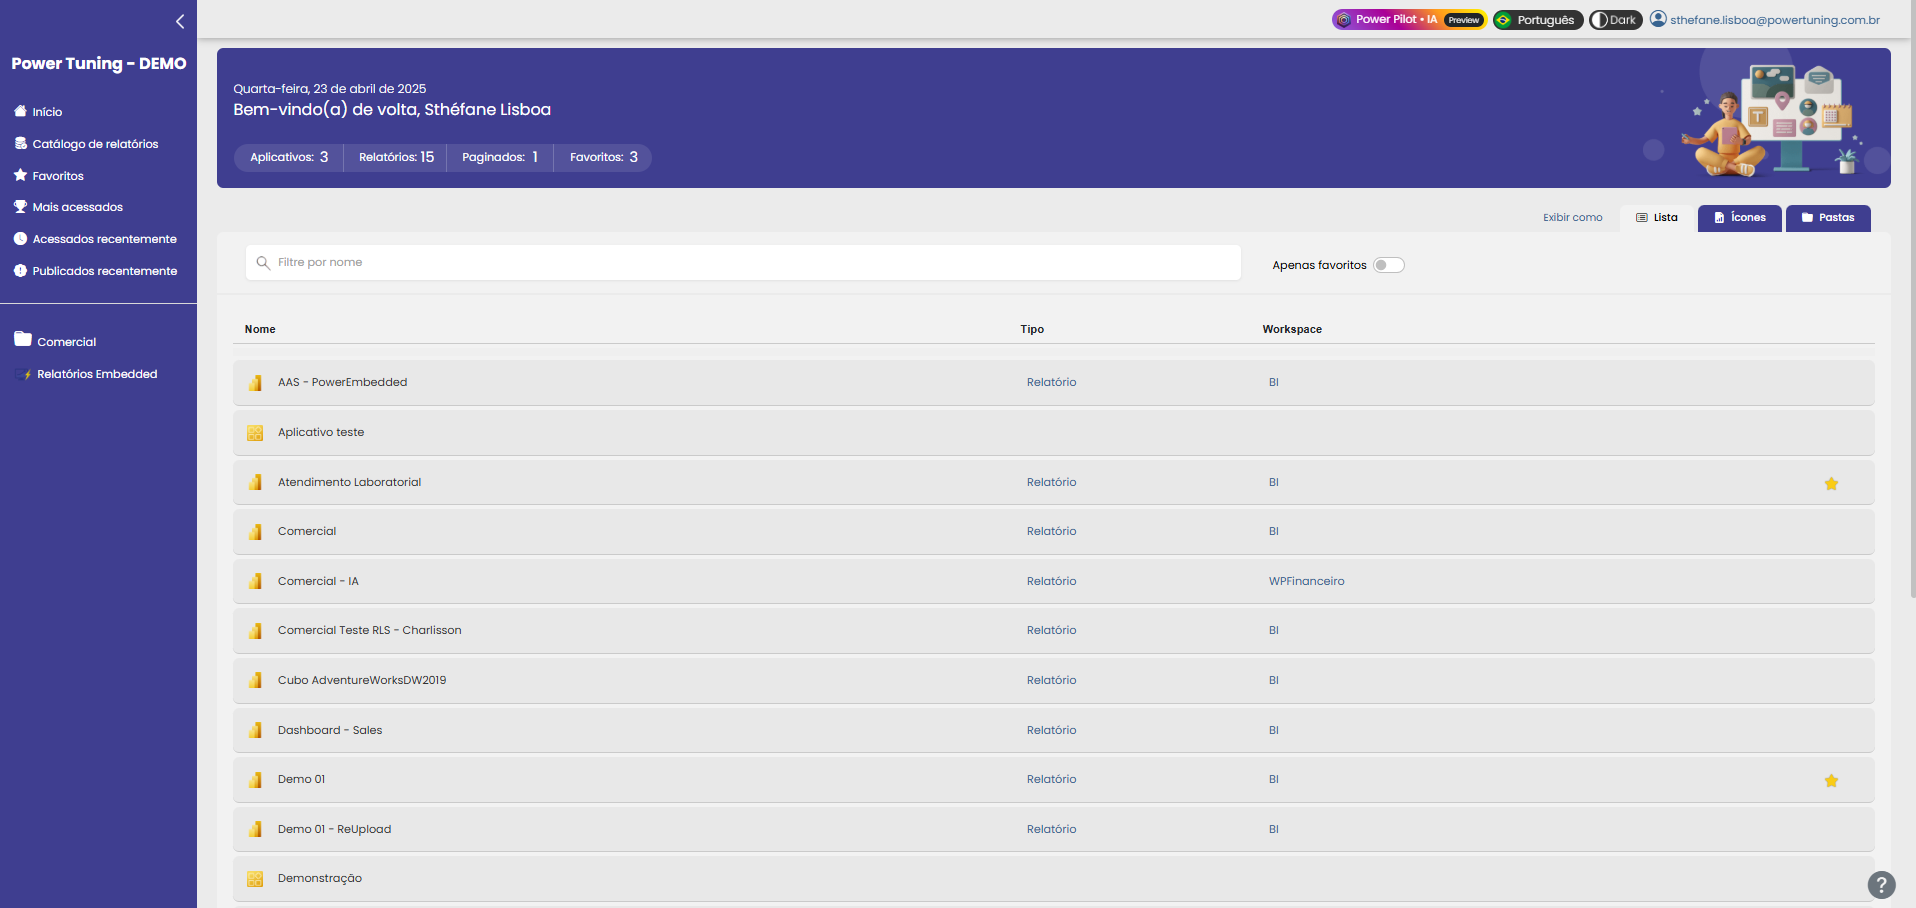 Power Tuning - DEMO
Início
Catálogo de relatórios
Favoritos
Mais acessados
Acessados recentemente
Publicados recentemente
Comercial
Relatórios Embedded
Power Pilot • IA Preview
Português
Dark
sthefane.lisboa@powertuning.com.br
Quarta-feira, 23 de abril de 2025
Bem-vindo(a) de volta, Sthéfane Lisboa
Aplicativos: 3 Relatórios: 15 Paginados: 1 Favoritos: 3
T
Exibir como Lista Ícones Pastas
Filtre por nome Apenas favoritos
Nome Tipo Workspace
AAS - PowerEmbedded Relatório BI
Aplicativo teste
Atendimento Laboratorial Relatório BI
Comercial Relatório BI
Comercial - IA Relatório WPFinanceiro
Comercial Teste RLS - Charlisson Relatório BI
Cubo AdventureWorksDW2019 Relatório BI
Dashboard - Sales Relatório BI
Demo 01 Relatório BI
Demo 01 - ReUpload Relatório BI
Demonstração
?